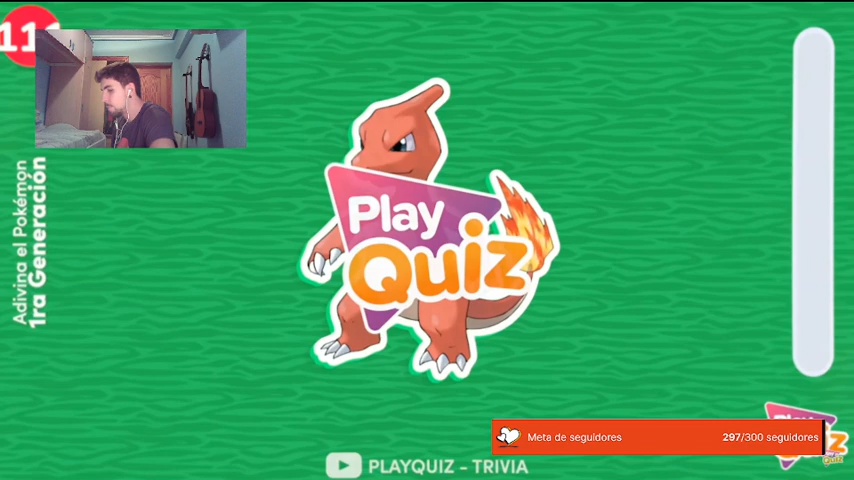 Adivina el Pokémon
1ra Generación
Play
Quiz
Meta de seguidores
297/300 seguidores
PLAYQUIZ - TRIVIA